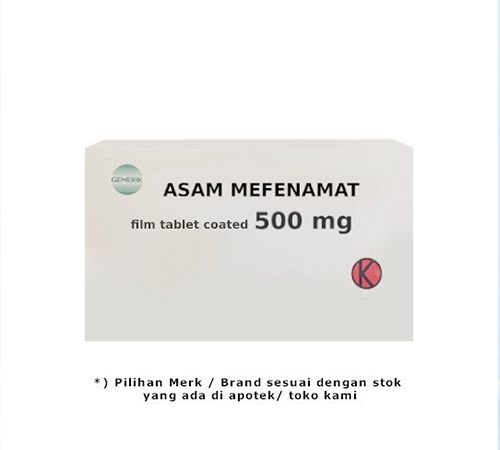 GENERIK
ASAM MEFENAMAT
film tablet coated 500 mg
K
*) Pilihan Merk / Brand sesuai dengan stok
yang ada di apotek/ toko kami